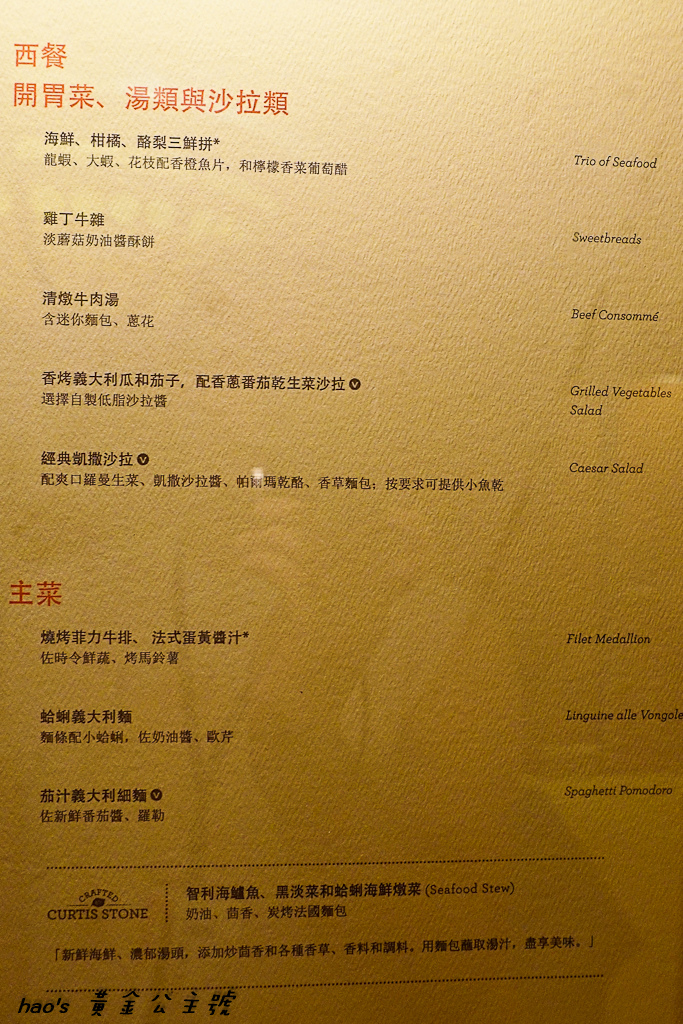 西餐
開胃菜、湯類與沙拉類
海鮮、柑橘、酪梨三鮮拼*
龍蝦、大蝦、花枝配香橙魚片，和檸檬香菜葡萄醋
Trio of Seafood
雞丁牛雜
淡蘑菇奶油醬酥餅
Sweetbreads
清燉牛肉湯
含迷你麵包、蔥花
Beef Consommé
香烤義大利瓜和茄子，配香蔥番茄乾生菜沙拉 V
選擇自製低脂沙拉醬
Grilled Vegetables
Salad
經典凱撒沙拉 V
配爽口羅曼生菜、凱撒沙拉醬、帕爾瑪乾酪、香草麵包；按要求可提供小魚乾
Caesar Salad
主菜
燒烤菲力牛排、 法式蛋黃醬汁*
佐時令鮮蔬、烤馬鈴薯
Filet Medallion
蛤蜊義大利麵
麵條配小蛤蜊，佐奶油醬、歐芹
Linguine alle Vongole
茄汁義大利細麵 V
佐新鮮番茄醬、羅勒
Spaghetti Pomodoro
CRAFTED
CURTIS STONE
智利海鱸魚、黑淡菜和蛤蜊海鮮燉菜 (Seafood Stew)
奶油、茴香、炭烤法國麵包
「新鮮海鮮、濃郁湯頭，添加炒茴香和各種香草、香料和調料。用麵包蘸取湯汁，盡享美味。」
hao's 黃金公主號